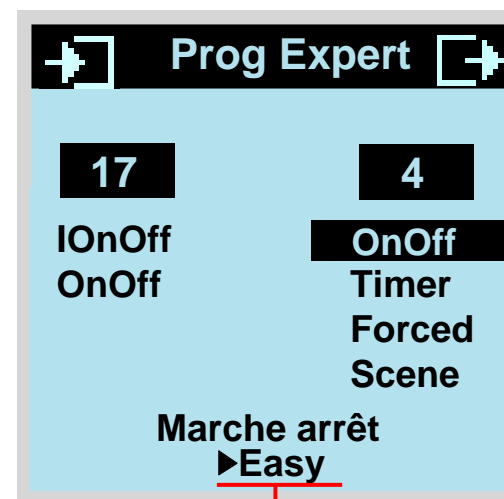 Prog Expert
17 4
IOnOff OnOff
OnOff Timer
Forced
Scene
Marche arrêt
▶Easy